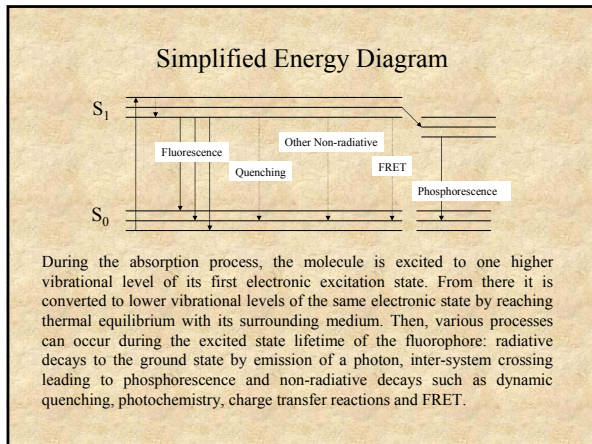 Simplified Energy Diagram
S1
Fluorescence
Quenching
Other Non-radiative
FRET
Phosphorescence
S0
During the absorption process, the molecule is excited to one higher
vibrational level of its first electronic excitation state. From there it is
converted to lower vibrational levels of the same electronic state by reaching
thermal equilibrium with its surrounding medium. Then, various processes
can occur during the excited state lifetime of the fluorophore: radiative
decays to the ground state by emission of a photon, inter-system crossing
leading to phosphorescence and non-radiative decays such as dynamic
quenching, photochemistry, charge transfer reactions and FRET.